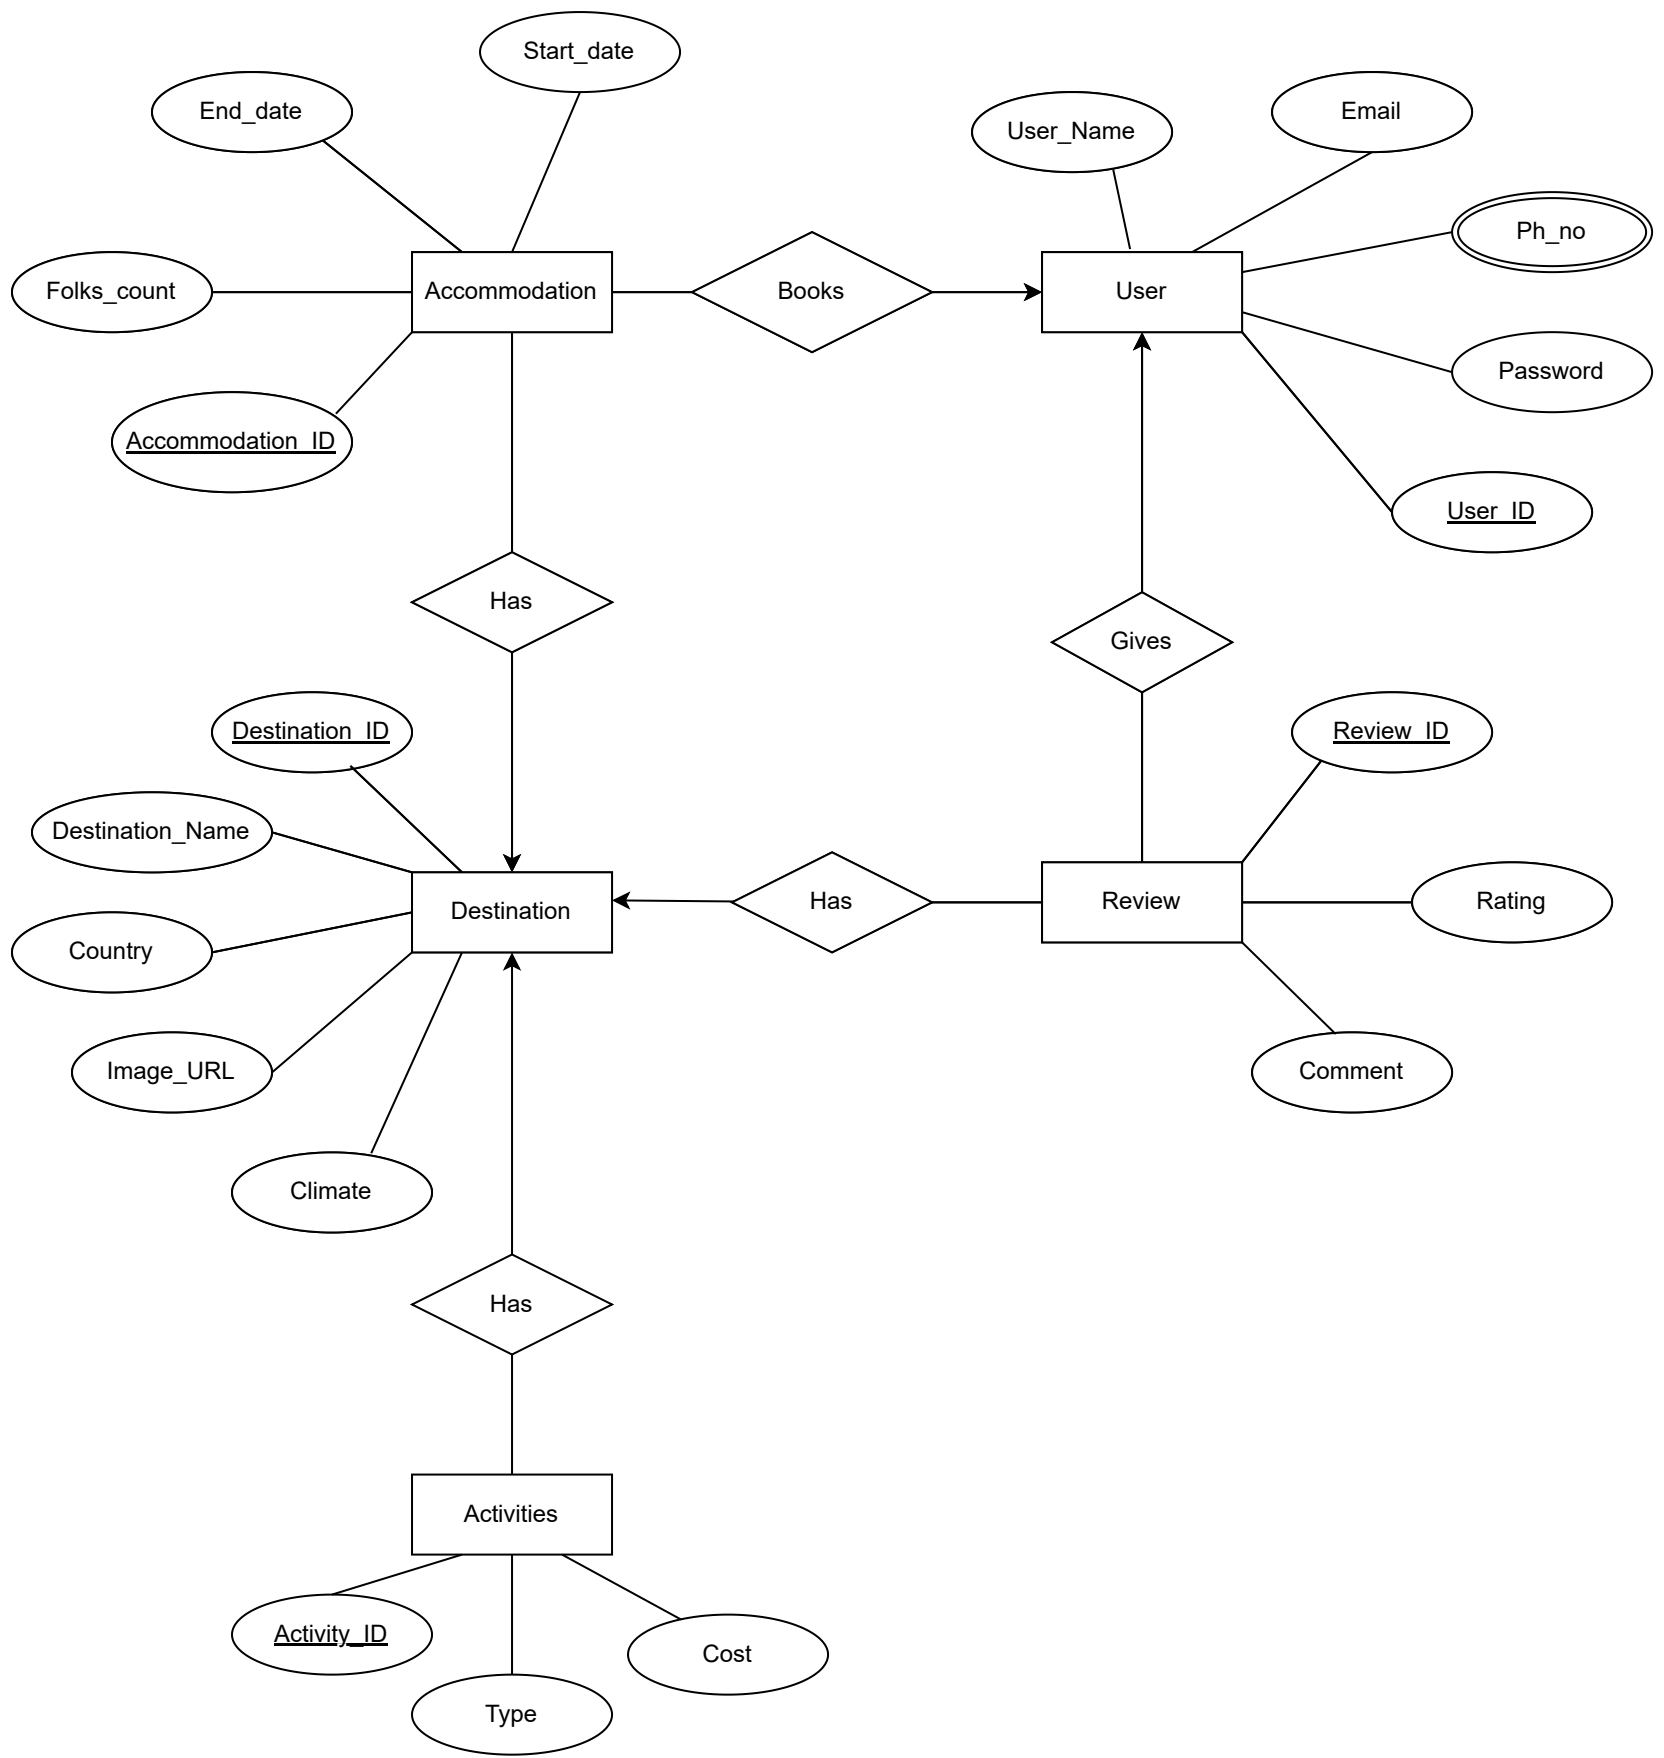 Start_date
End_date
User_Name
Email
Ph_no
Folks_count
Accommodation
Books
User
Password
Accommodation_ID
User_ID
Has
Gives
Destination_ID
Review_ID
Destination_Name
Destination
Has
Review
Rating
Country
Image_URL
Comment
Climate
Has
Activities
Activity_ID
Cost
Type